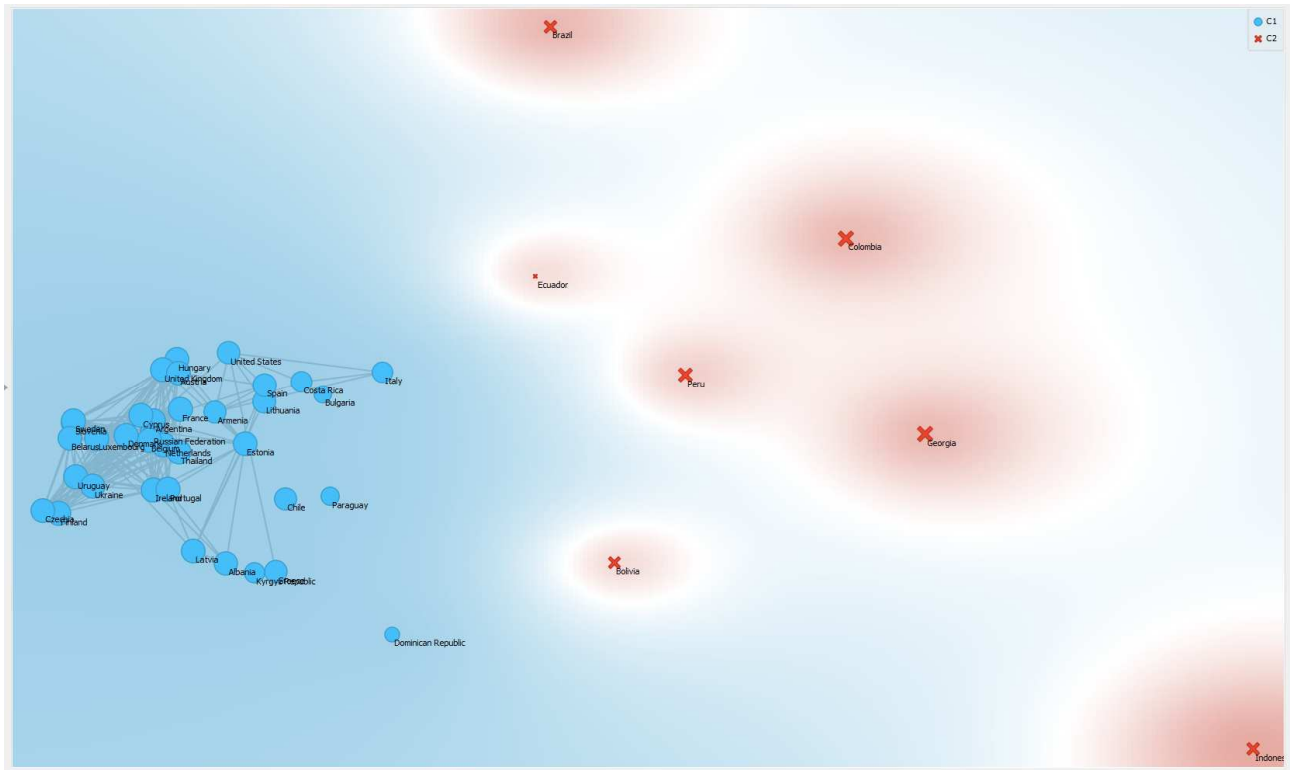 C1
C2
Brazil
Colombia
Ecuador
United States
Hungary
United Kingdom
Austria
Italy
Peru
Spain
Costa Rica
Bulgaria
Lithuania
France
Armenia
Cyprus
Argentina
Sweden
Slovenia
Georgia
Belarus
Luxembourg
Denmark
Russian Federation
Belgium
Netherlands
Thailand
Estonia
Uruguay
Ukraine
Ireland
Portugal
Chile
Paraguay
Czechia
Finland
Latvia
Albania
Kyrgyz Republic
Greece
Bolivia
Dominican Republic
Indones